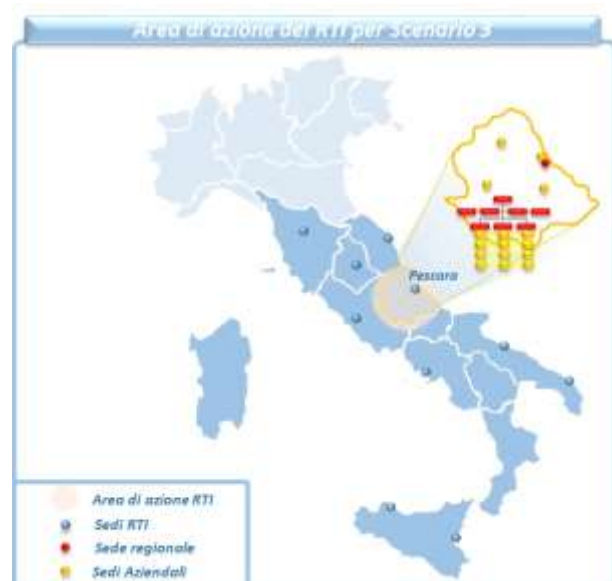 Area di azione del RTI per Scenario 3
Pescara
Area di azione RTI
Sedi RTI
Sede regionale
Sedi Aziendali